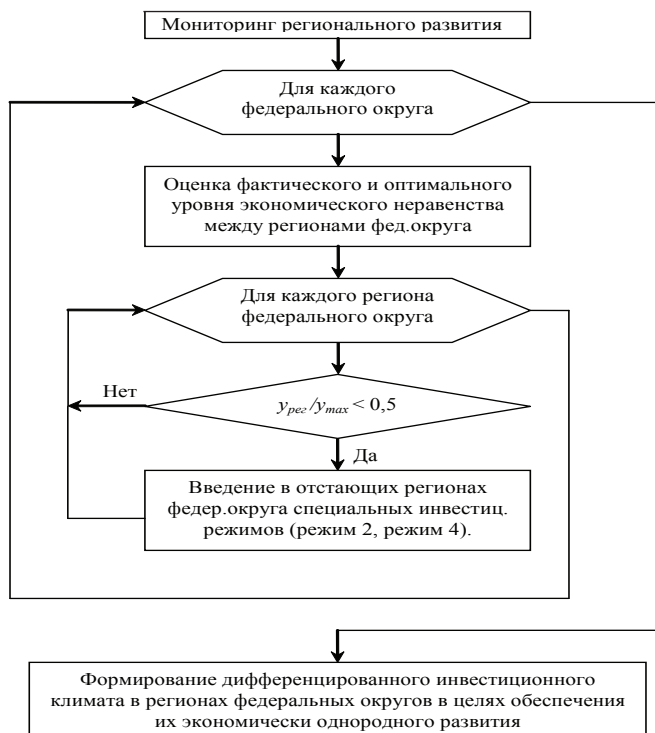 Мониторинг регионального развития
Для каждого
федерального округа
Оценка фактического и оптимального
уровня экономического неравенства
между регионами фед.округа
Для каждого региона
федерального округа
Нет
yрег/ymax < 0,5
Да
Введение в отстающих регионах
федер.округа специальных инвестиц.
режимов (режим 2, режим 4).
Формирование дифференцированного инвестиционного
климата в регионах федеральных округов в целях обеспечения
их экономически однородного развития